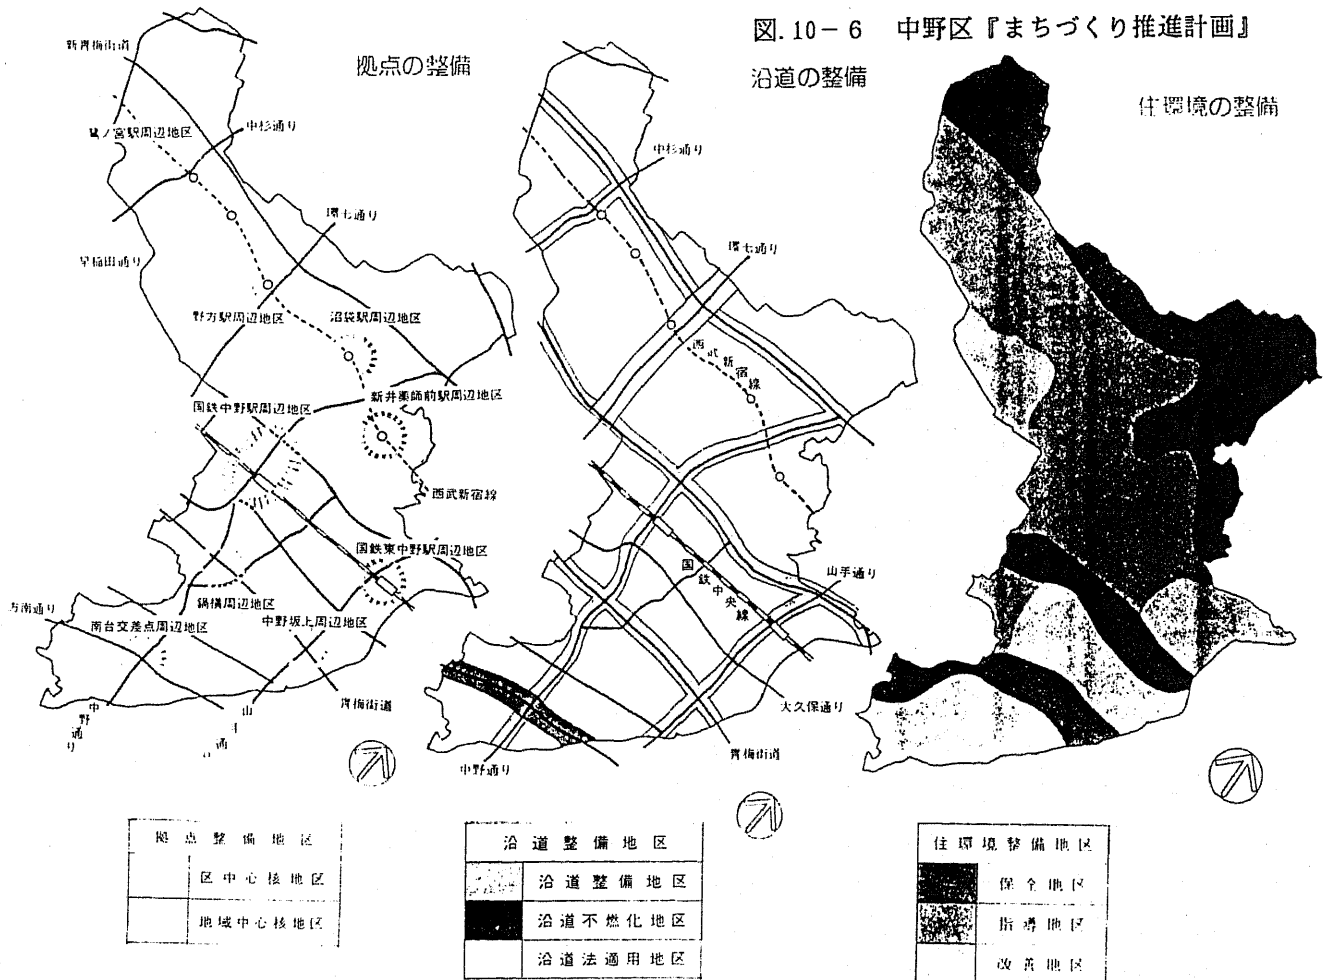 図.10-6 中野区『まちづくり推進計画』
拠点の整備
新青梅街道
鷺ノ宮駅周辺地区
中杉通り
環七通り
早稲田通り
野方駅周辺地区
沼袋駅周辺地区
国鉄中野駅周辺地区
新井薬師前駅周辺地区
西武新宿線
国鉄東中野駅周辺地区
方南通り
鍋横周辺地区
南台交差点周辺地区
中野坂上周辺地区
中野通り
青梅街道
拠点整備地区
区中心核地区
地域中心核地区
沿道の整備
中杉通り
環七通り
西武新宿線
国鉄中央線
山手通り
大久保通り
青梅街道
中野通り
沿道整備地区
沿道整備地区
沿道不燃化地区
沿道法適用地区
住環境の整備
住環境整備地区
保全地区
指導地区
改善地区